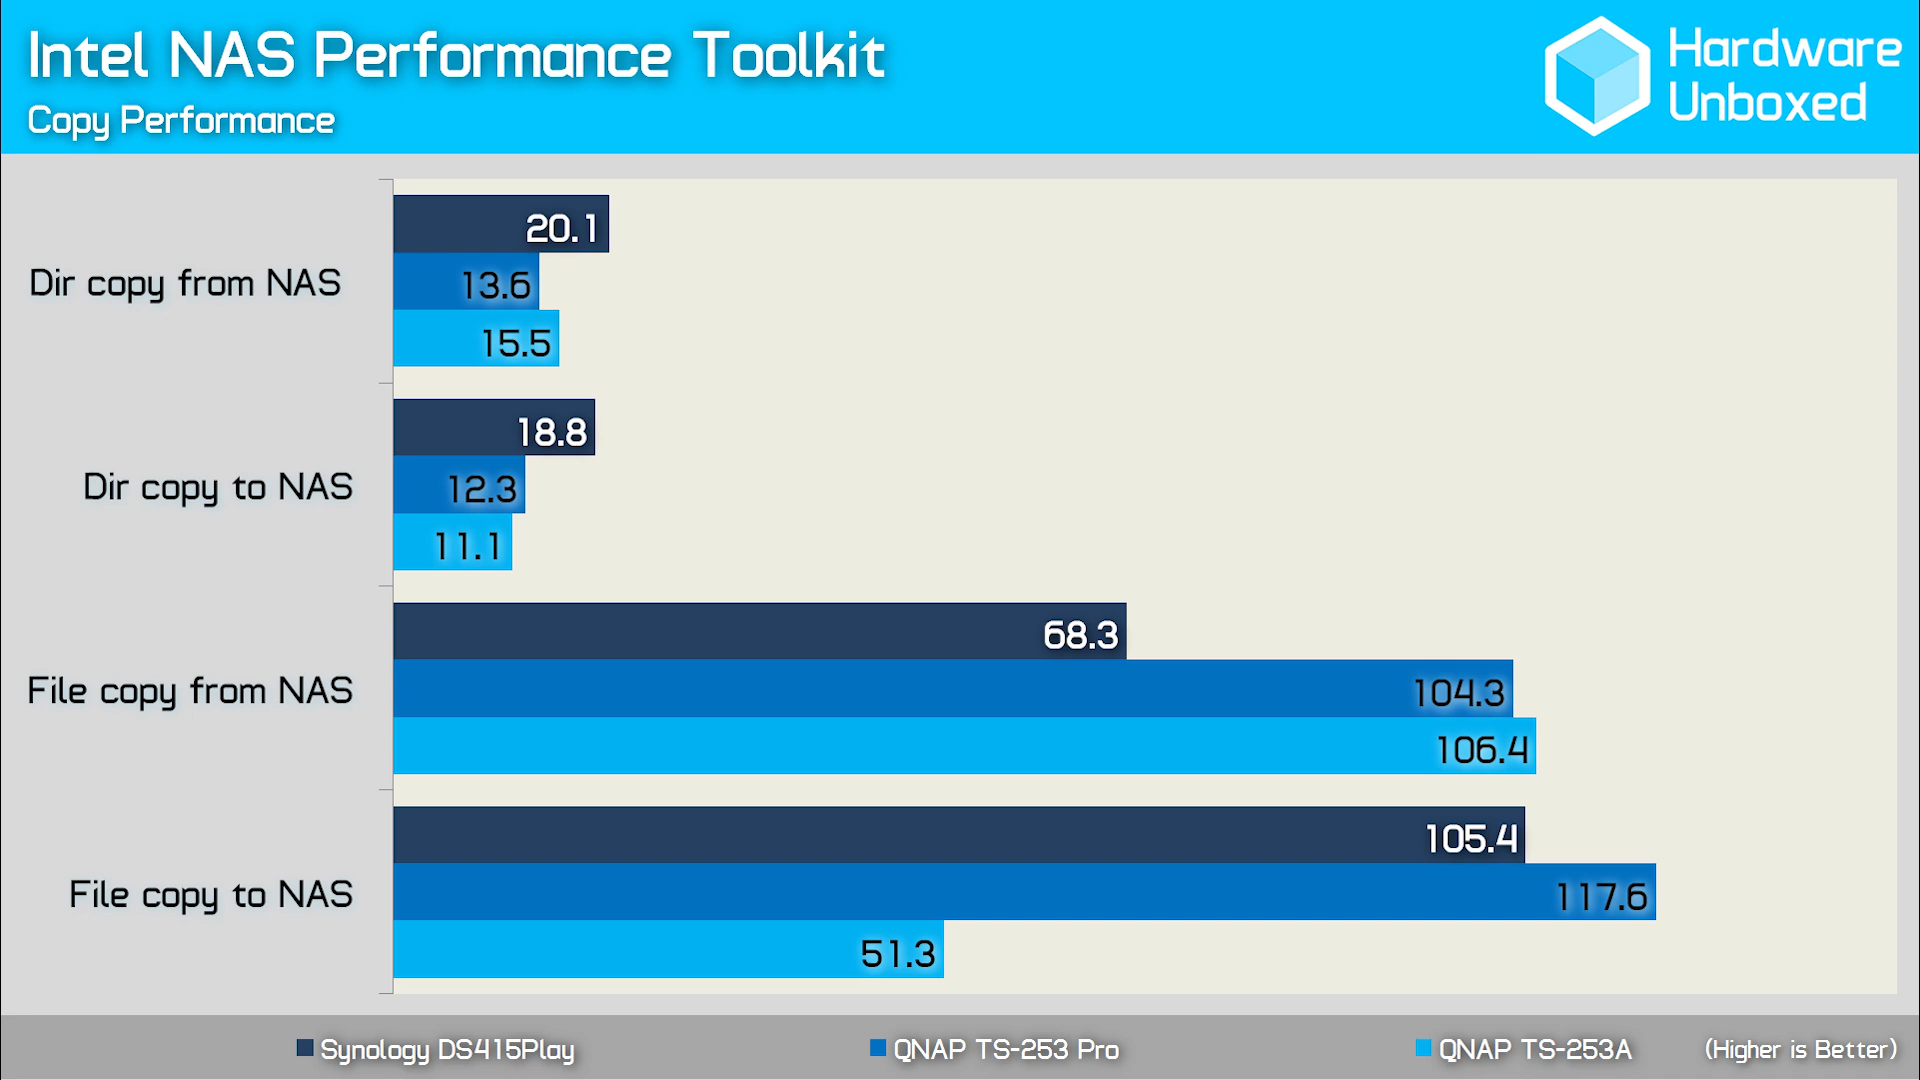 Intel NAS Performance Toolkit
Copy Performance
Hardware
Unboxed
Dir copy from NAS
20.1
13.6
15.5
Dir copy to NAS
18.8
12.3
11.1
File copy from NAS
68.3
104.3
106.4
File copy to NAS
105.4
117.6
51.3
Synology DS415Play
QNAP TS-253 Pro
QNAP TS-253A
(Higher is Better)